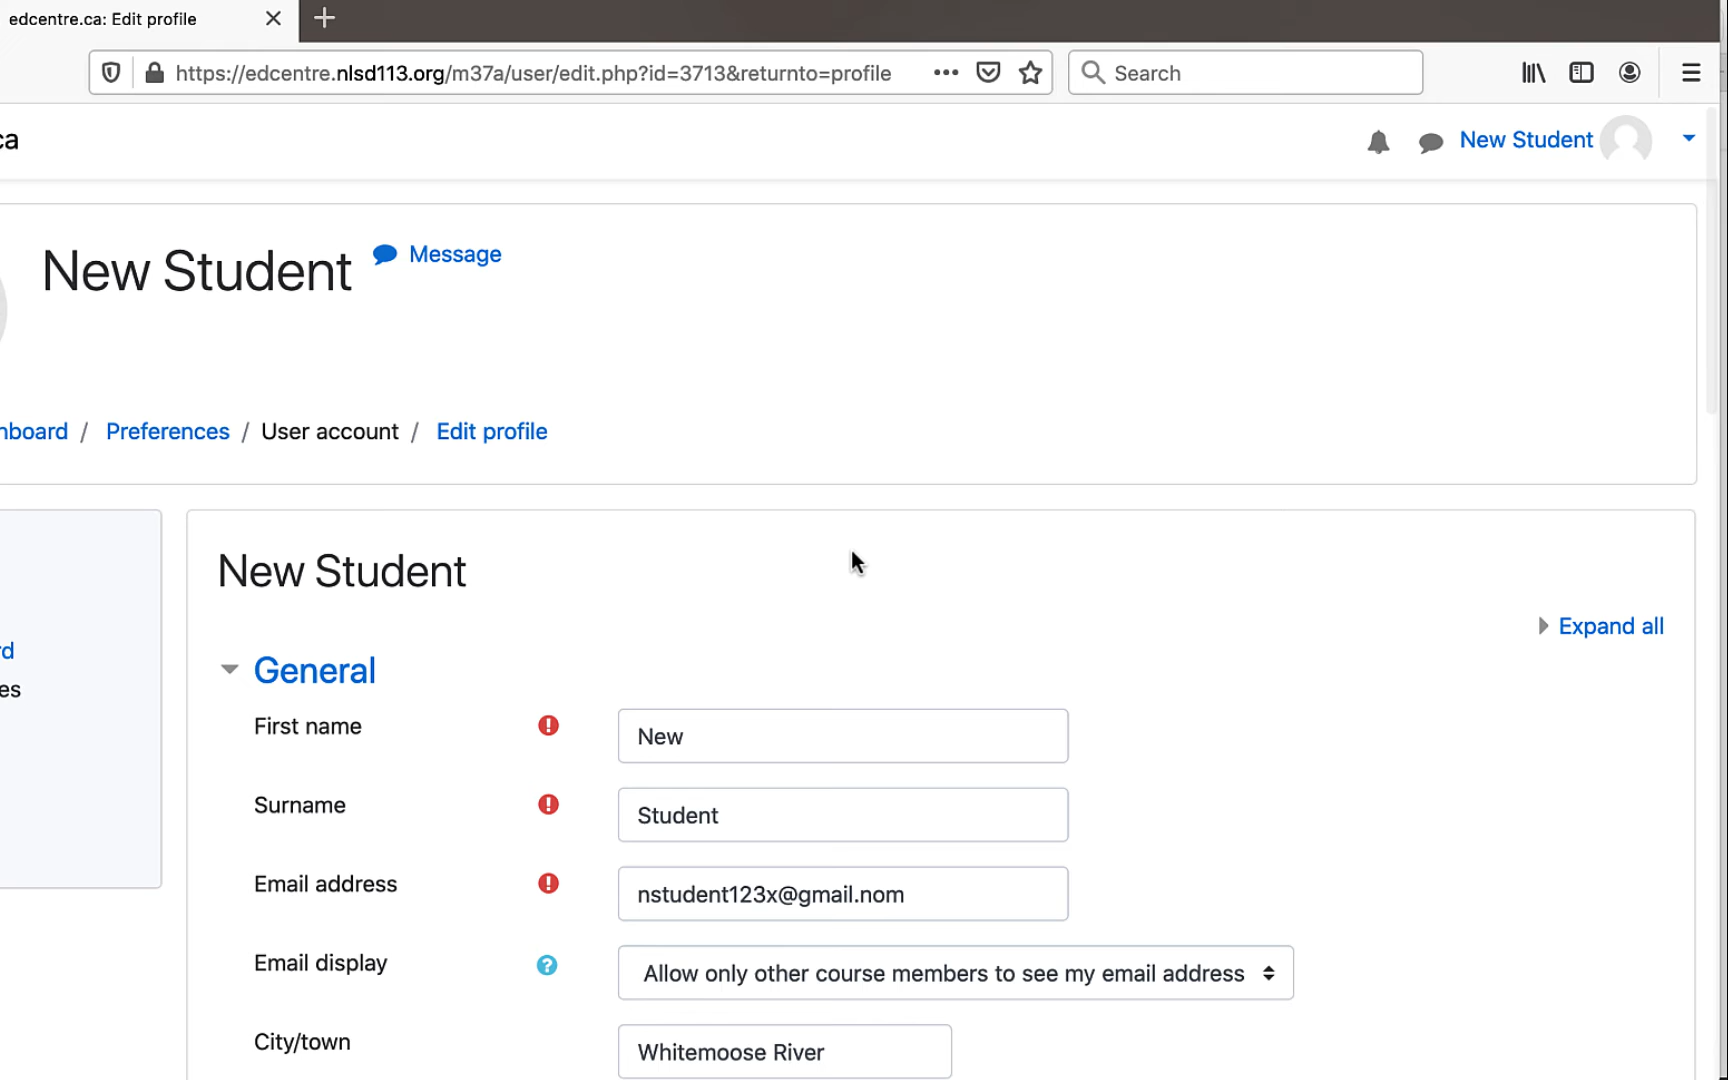 edcentre.ca: Edit profile
https://edcentre.nlsd113.org/m37a/user/edit.php?id=3713&returnto=profile
Search
ca
New Student
New Student
Message
hboard / Preferences / User account / Edit profile
rd
es
New Student
Expand all
General
First name
New
Surname
Student
Email address
nstudent123x@gmail.nom
Email display
Allow only other course members to see my email address
City/town
Whitemoose River